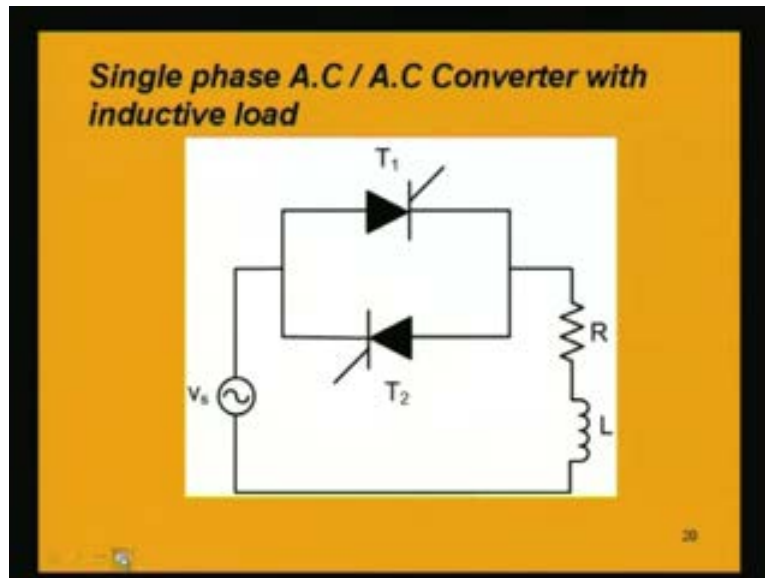 Single phase A.C / A.C Converter with
inductive load
T₁
R
T₂
vₛ
L
20